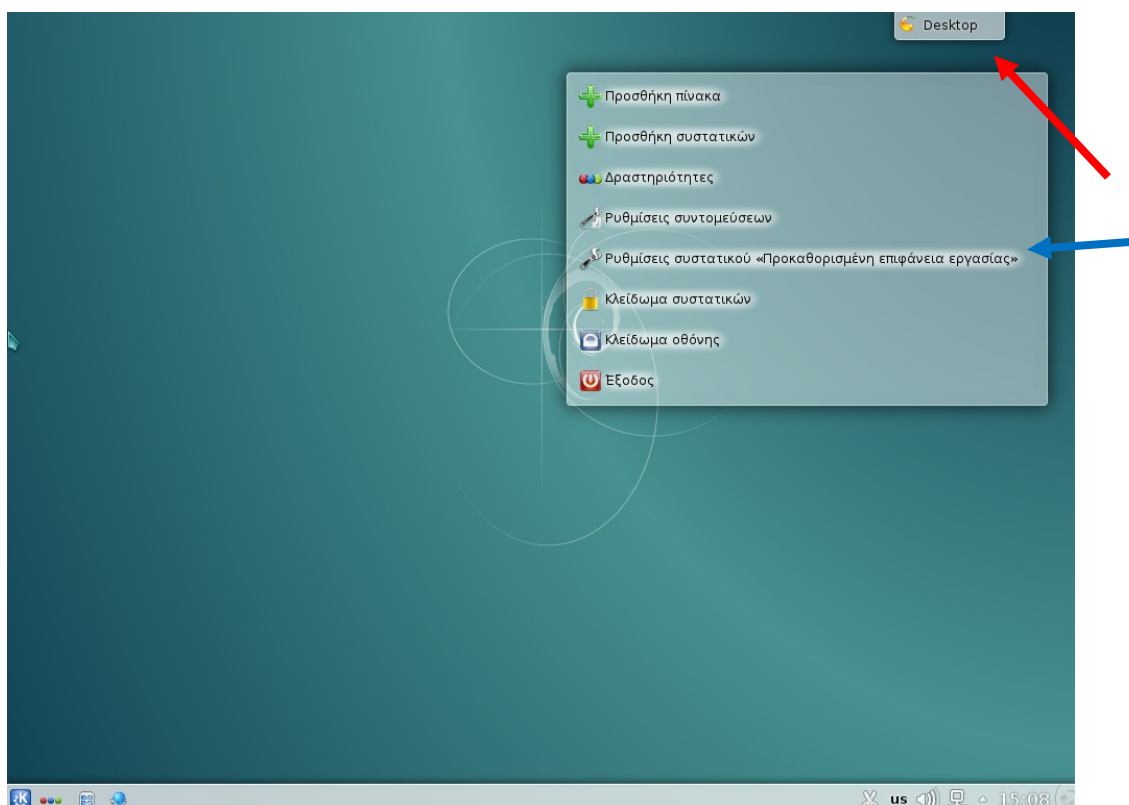 Desktop
Προσθήκη πίνακα
Προσθήκη συστατικών
Δραστηριότητες
Ρυθμίσεις συντομεύσεων
Ρυθμίσεις συστατικού «Προκαθορισμένη επιφάνεια εργασίας»
Κλείδωμα συστατικών
Κλείδωμα οθόνης
Έξοδος
us 15:08